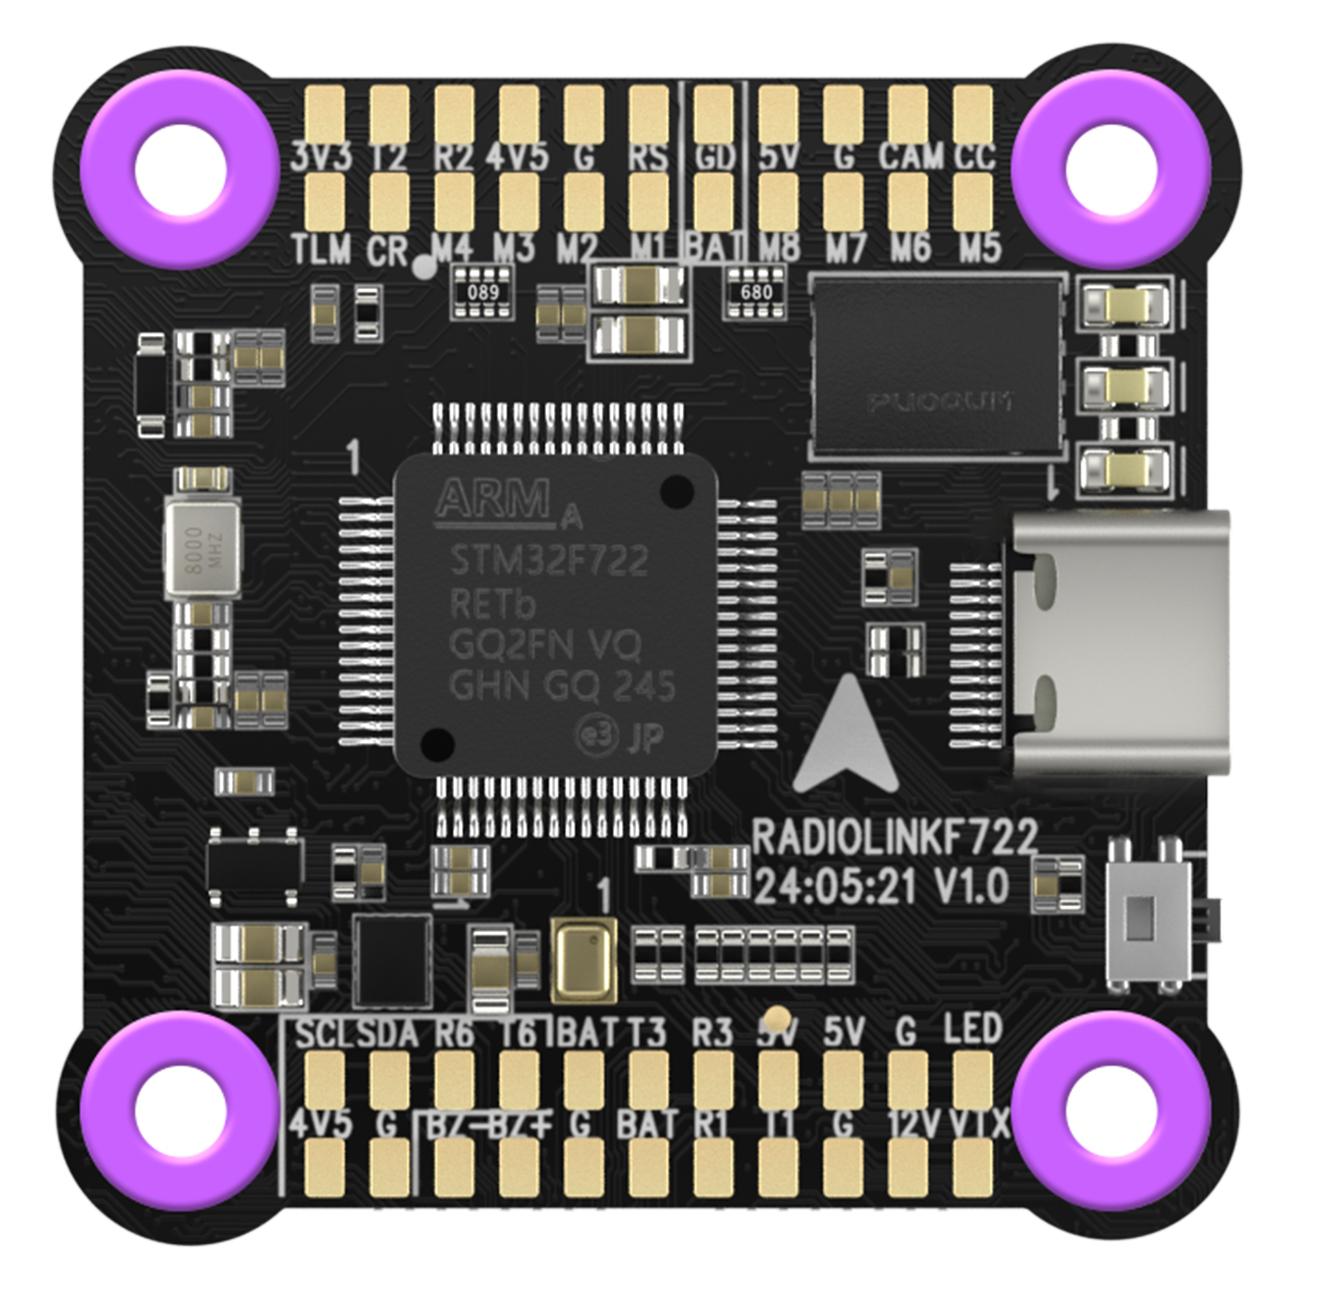 3V3 T2 R2 4V5 G RS GD 5V G CAM CC
TLM CR M4 M3 M2 M1 BAT M8 M7 M6 M5
089
680
1
ARM
A
STM32F722
RETb
GQ2FN VQ
GHN GQ 245
e3 JP
8000
MHZ
RADIOLINKF722
24:05:21 V1.0
1
SCL SDA R6 T6 BAT T3 R3 5V 5V G LED
4V5 G BZ- BZ+ G BAT R1 T1 G 12V VTX